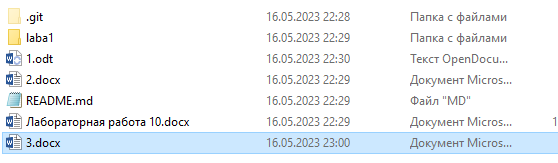 .git 16.05.2023 22:28 Папка с файлами
laba1 16.05.2023 22:29 Папка с файлами
1.odt 16.05.2023 22:30 Текст OpenDocu...
2.docx 16.05.2023 22:29 Документ Micros...
README.md 16.05.2023 22:29 Файл "MD"
Лабораторная работа 10.docx 16.05.2023 22:29 Документ Micros... 1
3.docx 16.05.2023 23:00 Документ Micros...